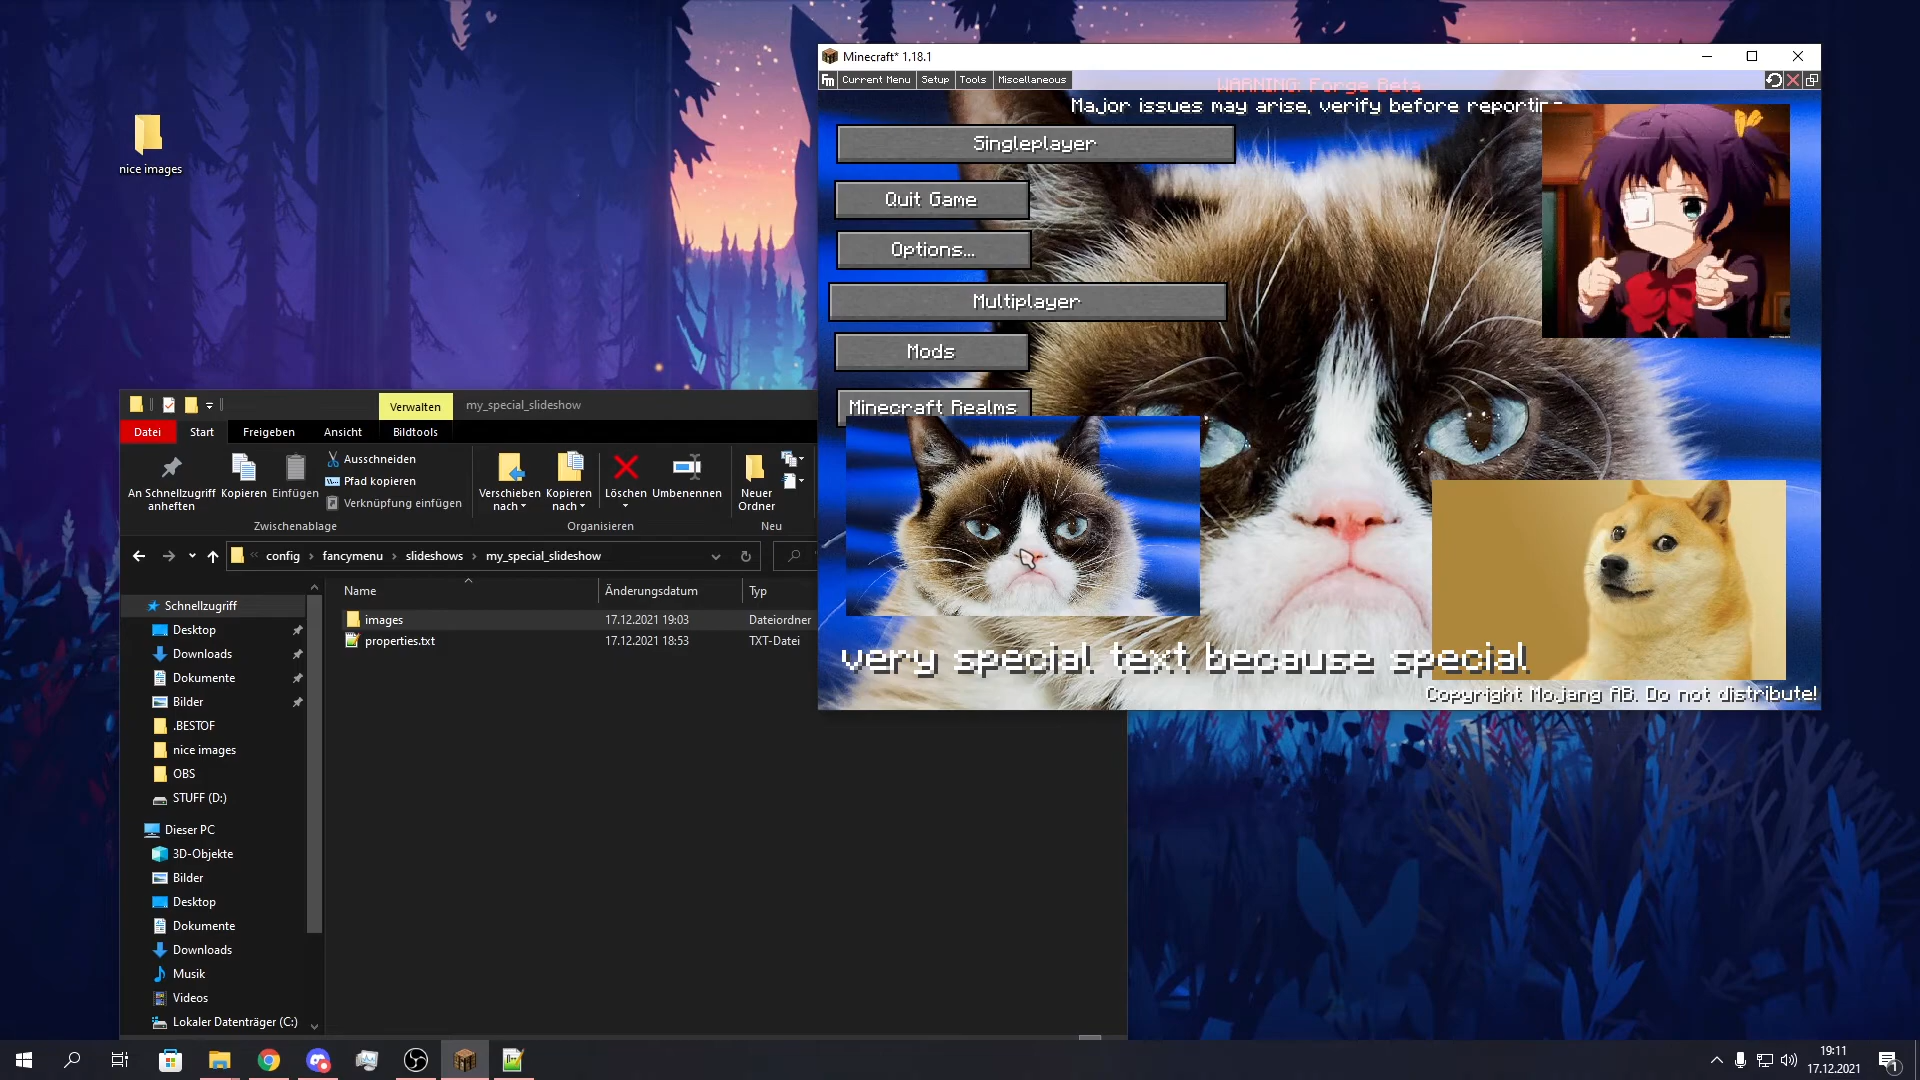 nice images
Minecraft* 1.18.1
Fm
Current Menu
Setup
Tools
Miscellaneous
WARNING: Forge Beta
Major issues may arise, verify before reporting
Singleplayer
Quit Game
Options...
Multiplayer
Mods
Minecraft Realms
very special text because special
Copyright Mojang AB. Do not distribute!
Verwalten
my_special_slideshow
Datei
Start
Freigeben
Ansicht
Bildtools
An Schnellzugriff
anheften
Kopieren
Einfügen
Ausschneiden
Pfad kopieren
Verknüpfung einfügen
Zwischenablage
Verschieben
nach
Kopieren
nach
Löschen
Umbenennen
Organisieren
Neuer
Ordner
Neu
« config › fancymenu › slideshows › my_special_slideshow
Name
Änderungsdatum
Typ
images
17.12.2021 19:03
Dateiordner
properties.txt
17.12.2021 18:53
TXT-Datei
Schnellzugriff
Desktop
Downloads
Dokumente
Bilder
.BESTOF
nice images
OBS
STUFF (D:)
Dieser PC
3D-Objekte
Bilder
Desktop
Dokumente
Downloads
Musik
Videos
Lokaler Datenträger (C:)
19:11
17.12.2021
1